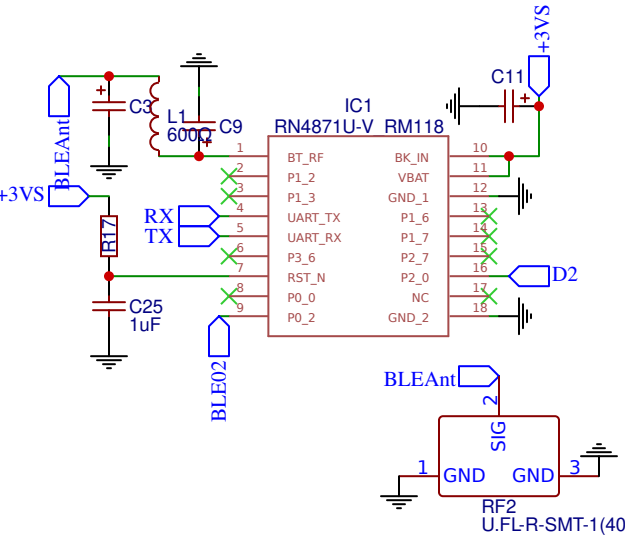 +3VS
C11
BLEAnt
C3
L1
600Ω
C9
IC1
RN4871U-V_RM118
1
BT_RF
2
P1_2
3
P1_3
4
UART_TX
5
UART_RX
6
P3_6
7
RST_N
8
P0_0
9
P0_2
10
BK_IN
11
VBAT
12
GND_1
13
P1_6
14
P1_7
15
P2_7
16
P2_0
17
NC
18
GND_2
+3VS
RX
TX
R17
D2
C25
1uF
BLE02
BLEAnt
2
SIG
1
GND
GND
3
RF2
U.FL-R-SMT-1(40